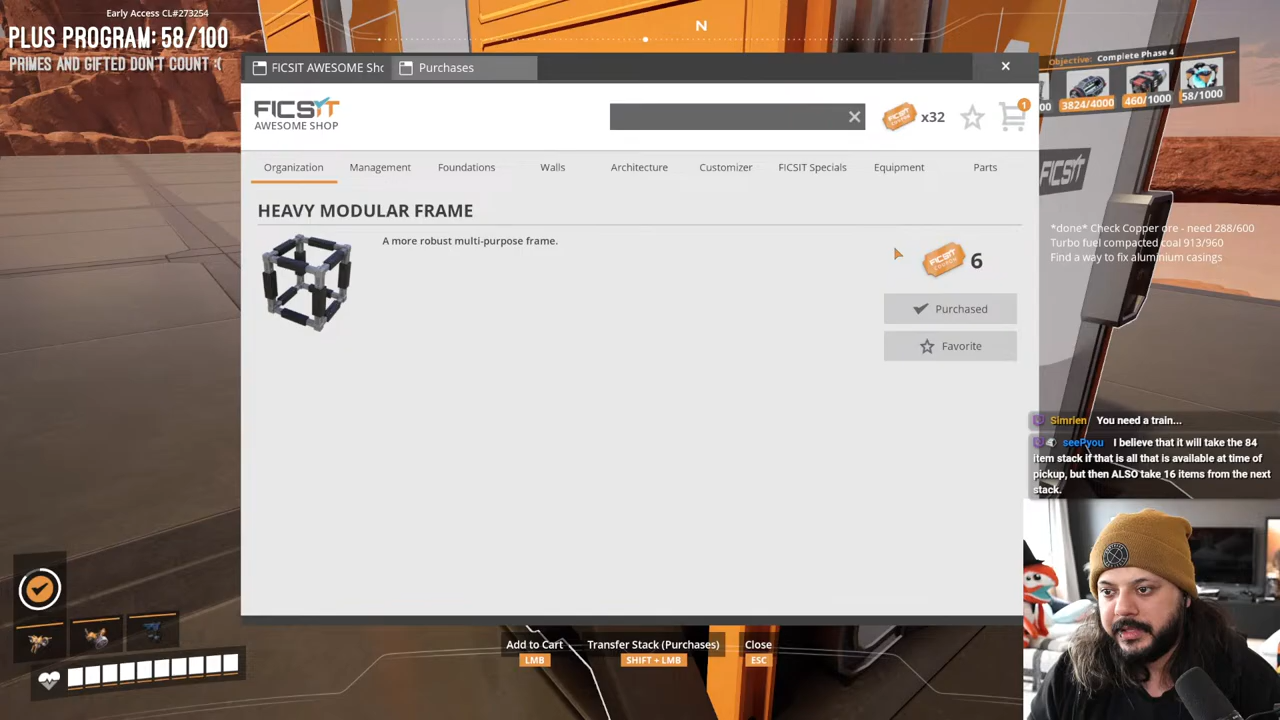 Early Access CL#273254
PLUS PROGRAM: 58/100
PRIMES AND GIFTED DON'T COUNT :(
N
Objective: Complete Phase 4
3824/4000
460/1000
58/1000
FICSIT AWESOME Shc
Purchases
FICSIT
AWESOME SHOP
x32
1
Organization
Management
Foundations
Walls
Architecture
Customizer
FICSIT Specials
Equipment
Parts
HEAVY MODULAR FRAME
A more robust multi-purpose frame.
6
Purchased
Favorite
FICSIT
*done* Check Copper ore - need 288/600
Turbo fuel compacted coal 913/960
Find a way to fix aluminium casings
Simrien You need a train...
seePyou I believe that it will take the 84
item stack if that is all that is available at time of
pickup, but then ALSO take 16 items from the next
stack.
Add to Cart
LMB
Transfer Stack (Purchases)
SHIFT + LMB
Close
ESC